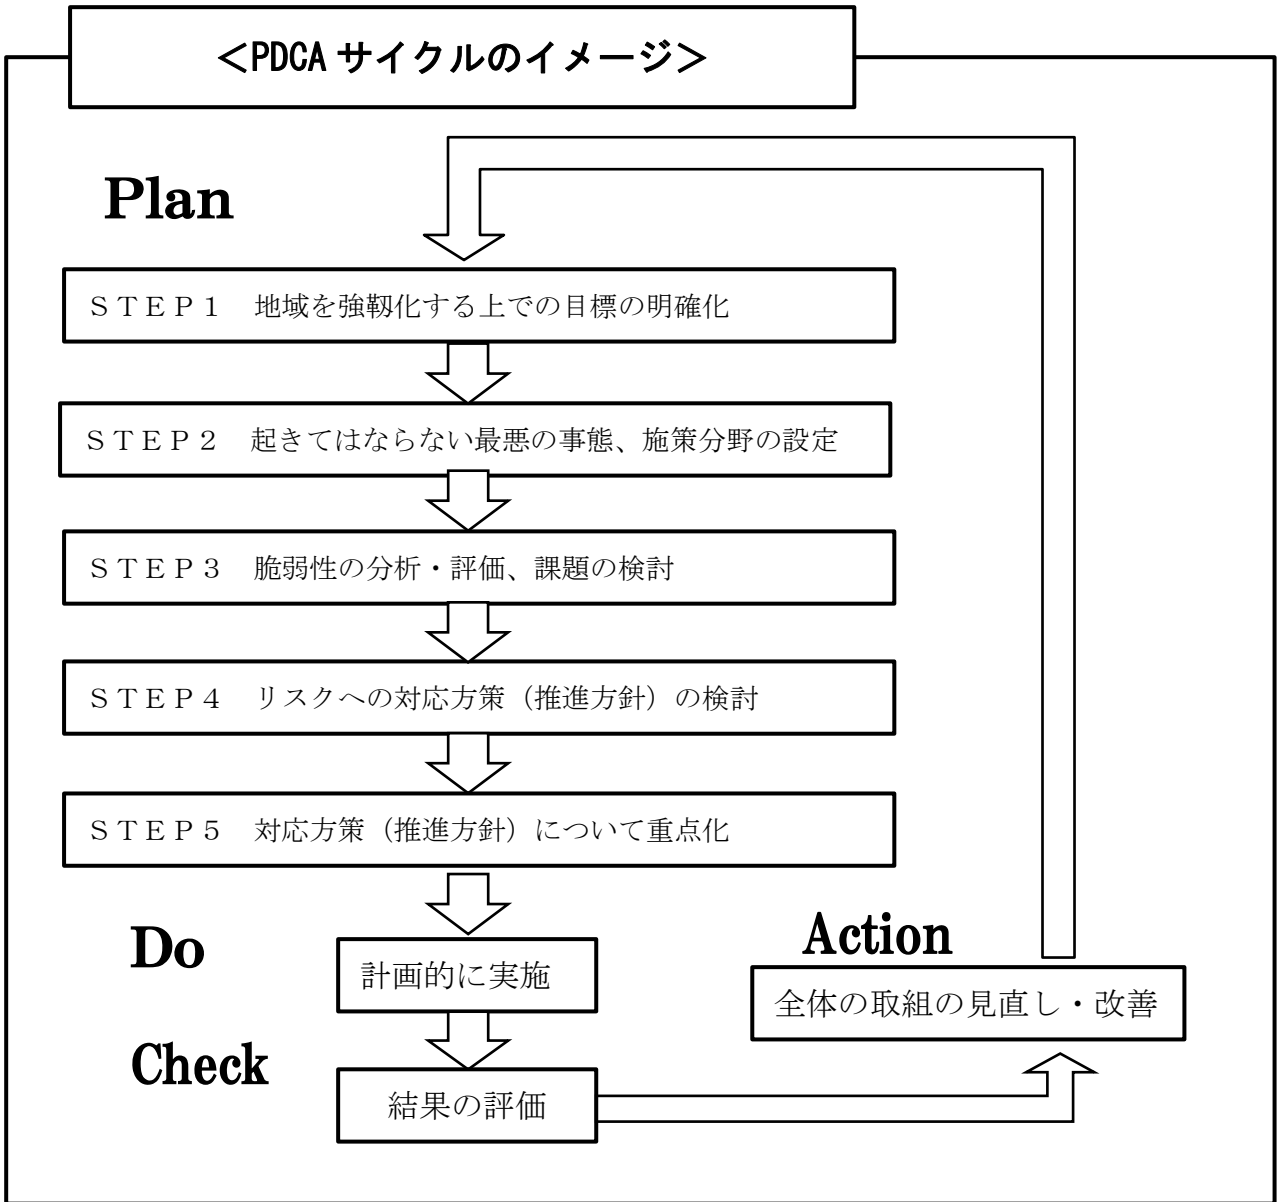 ＜PDCA サイクルのイメージ＞
Plan
ＳＴＥＰ１　地域を強靱化する上での目標の明確化
ＳＴＥＰ２　起きてはならない最悪の事態、施策分野の設定
ＳＴＥＰ３　脆弱性の分析・評価、課題の検討
ＳＴＥＰ４　リスクへの対応方策（推進方針）の検討
ＳＴＥＰ５　対応方策（推進方針）について重点化
Do
計画的に実施
Check
結果の評価
Action
全体の取組の見直し・改善